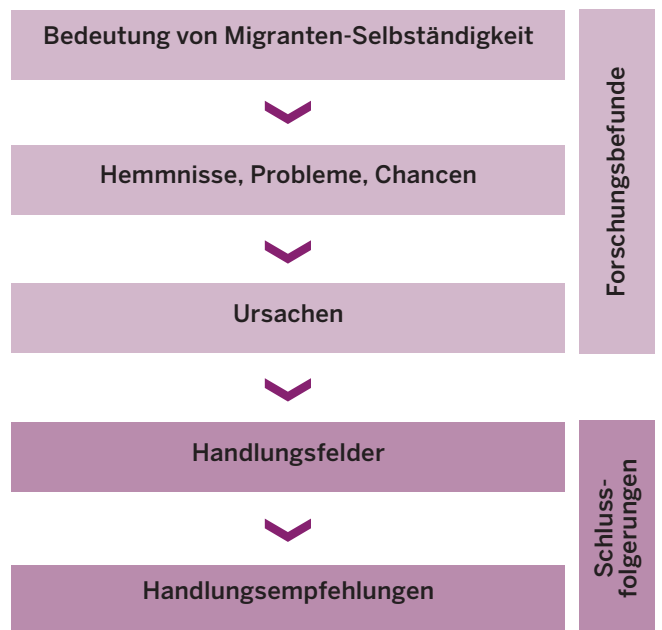 Bedeutung von Migranten-Selbständigkeit
Hemmnisse, Probleme, Chancen
Ursachen
Forschungsbefunde
Handlungsfelder
Handlungsempfehlungen
Schluss-
folgerungen